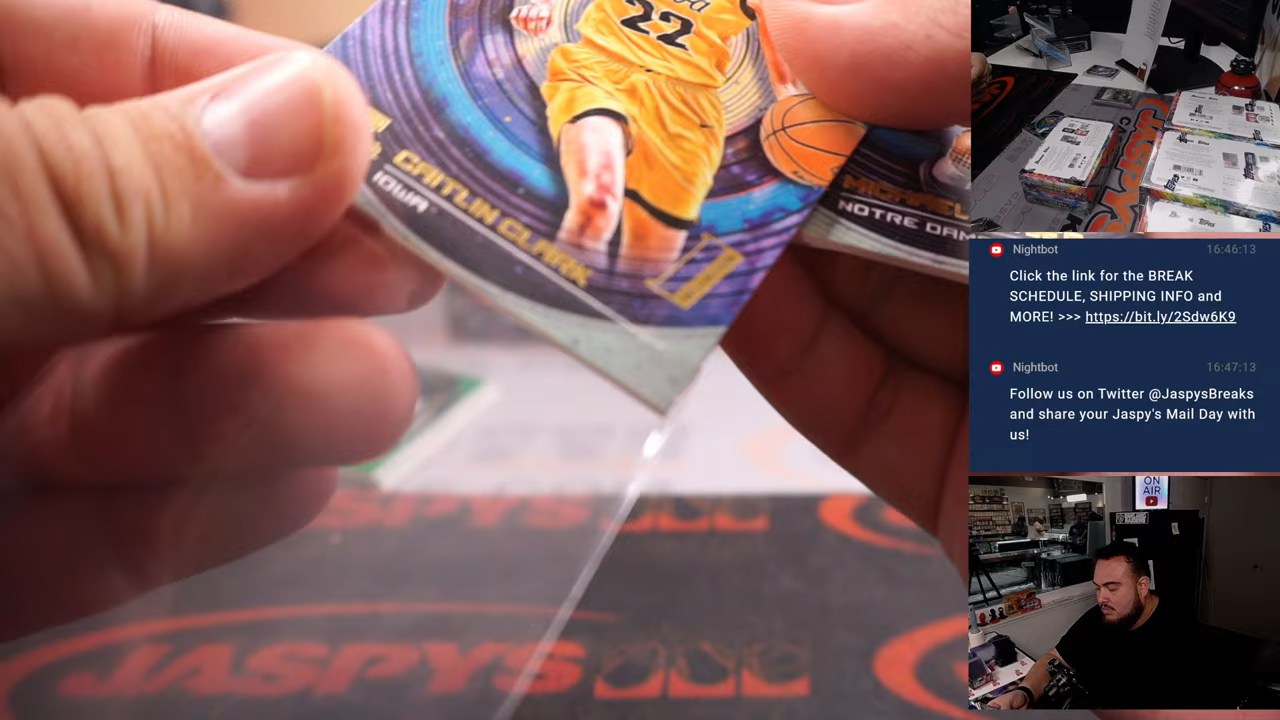 22
CAITLIN CLARK
IOWA
NOTRE DAM
JASPYS
JASPYS
JASPYS
Nightbot 16:46:13
Click the link for the BREAK
SCHEDULE, SHIPPING INFO and
MORE! >>> https://bit.ly/2Sdw6K9
Nightbot 16:47:13
Follow us on Twitter @JaspysBreaks
and share your Jaspy's Mail Day with
us!
ON
AIR